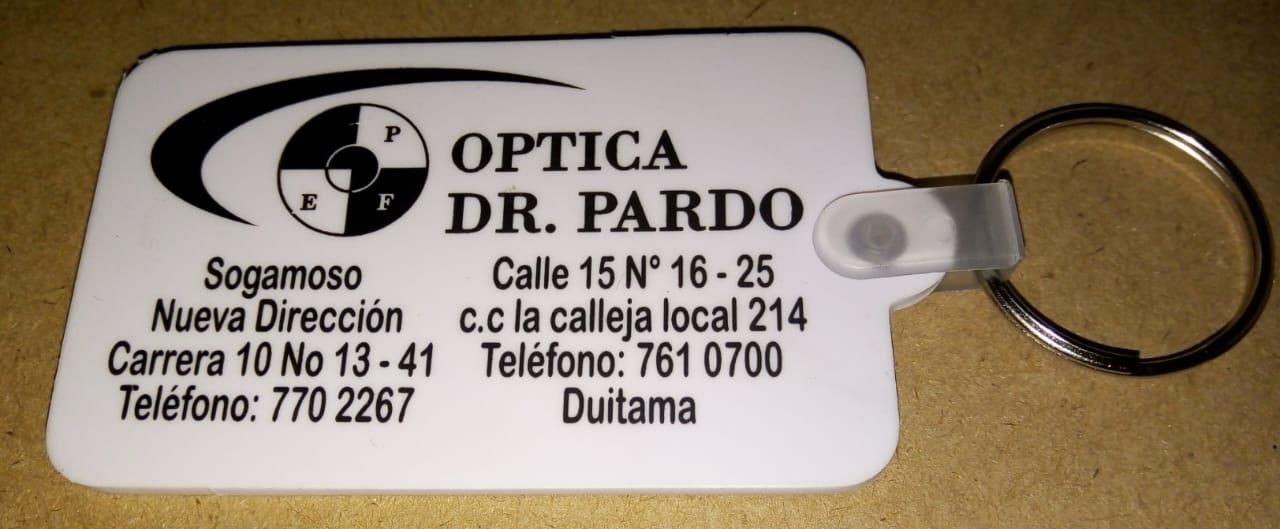 P
E F
OPTICA
DR. PARDO
Sogamoso
Nueva Dirección
Carrera 10 No 13 - 41
Teléfono: 770 2267
Calle 15 N° 16 - 25
c.c la calleja local 214
Teléfono: 761 0700
Duitama